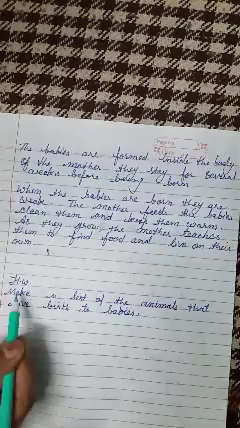 The babies are formed inside the body
of the mother they stay for several
weeks before being born
When the babies are born they are
weak The mother feeds the babies
clean them and keep them warm
As they grow, the mother teaches
them to find food and live on their
own
H.W
Make a list of the animals that
birth to babies.